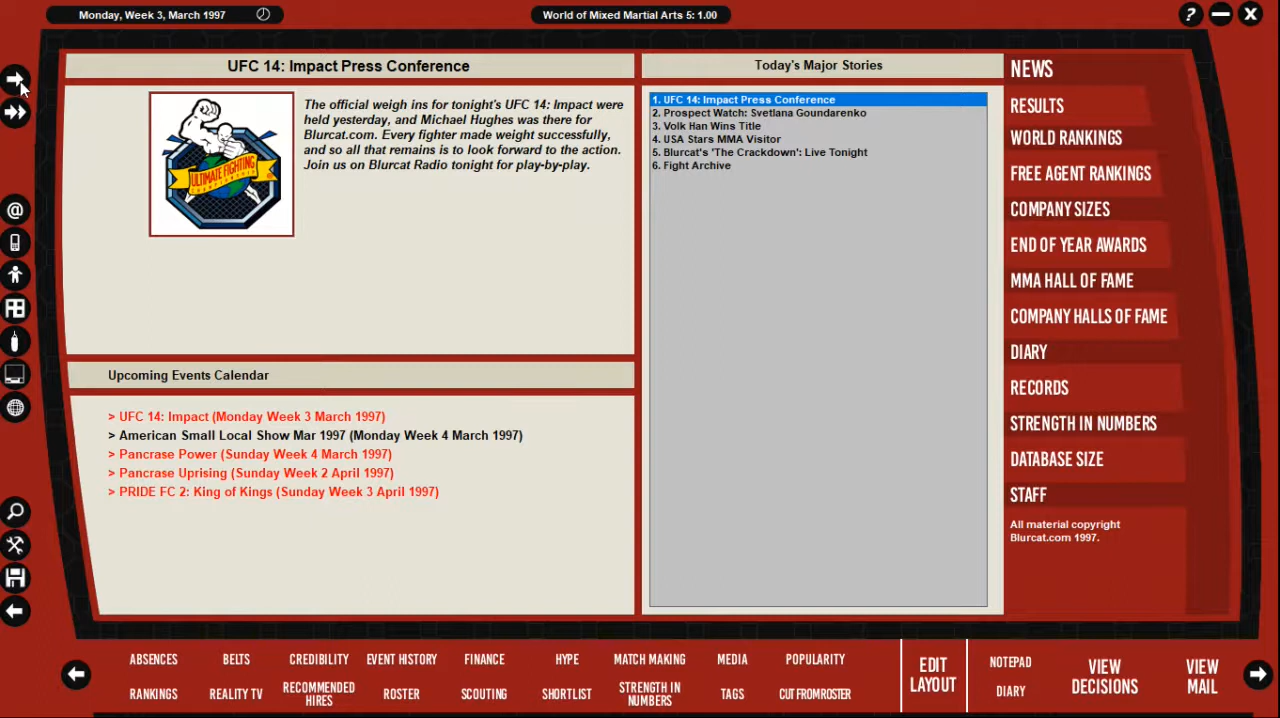 Monday, Week 3, March 1997
World of Mixed Martial Arts 5: 1.00
?
X
UFC 14: Impact Press Conference
ULTIMATE FIGHTING
CHAMPIONSHIP
The official weigh ins for tonight's UFC 14: Impact were
held yesterday, and Michael Hughes was there for
Blurcat.com. Every fighter made weight successfully,
and so all that remains is to look forward to the action.
Join us on Blurcat Radio tonight for play-by-play.
Upcoming Events Calendar
> UFC 14: Impact (Monday Week 3 March 1997)
> American Small Local Show Mar 1997 (Monday Week 4 March 1997)
> Pancrase Power (Sunday Week 4 March 1997)
> Pancrase Uprising (Sunday Week 2 April 1997)
> PRIDE FC 2: King of Kings (Sunday Week 3 April 1997)
Today's Major Stories
1. UFC 14: Impact Press Conference
2. Prospect Watch: Svetlana Goundarenko
3. Volk Han Wins Title
4. USA Stars MMA Visitor
5. Blurcat's 'The Crackdown': Live Tonight
6. Fight Archive
NEWS
RESULTS
WORLD RANKINGS
FREE AGENT RANKINGS
COMPANY SIZES
END OF YEAR AWARDS
MMA HALL OF FAME
COMPANY HALLS OF FAME
DIARY
RECORDS
STRENGTH IN NUMBERS
DATABASE SIZE
STAFF
All material copyright
Blurcat.com 1997.
@
ABSENCES BELTS CREDIBILITY EVENT HISTORY FINANCE HYPE MATCH MAKING MEDIA POPULARITY
RANKINGS REALITY TV RECOMMENDED HIRES ROSTER SCOUTING SHORTLIST STRENGTH IN NUMBERS TAGS CUT FROM ROSTER
EDIT
LAYOUT
NOTEPAD
DIARY
VIEW
DECISIONS
VIEW
MAIL